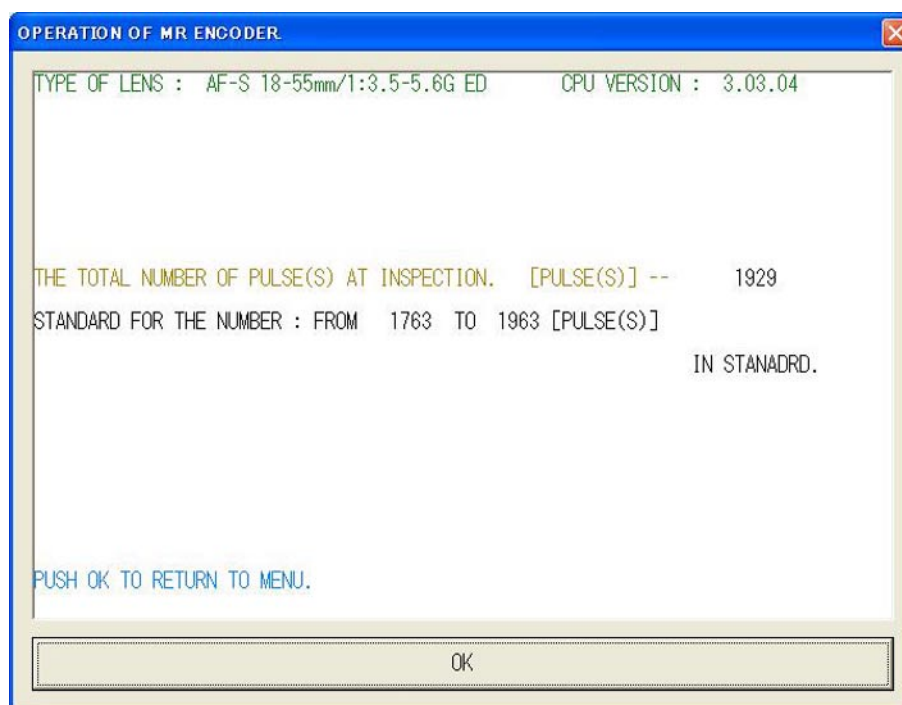 OPERATION OF MR ENCODER
TYPE OF LENS : AF-S 18-55mm/1:3.5-5.6G ED CPU VERSION : 3.03.04
THE TOTAL NUMBER OF PULSE(S) AT INSPECTION. [PULSE(S)] -- 1929
STANDARD FOR THE NUMBER : FROM 1763 TO 1963 [PULSE(S)]
IN STANADRD.
PUSH OK TO RETURN TO MENU.
OK